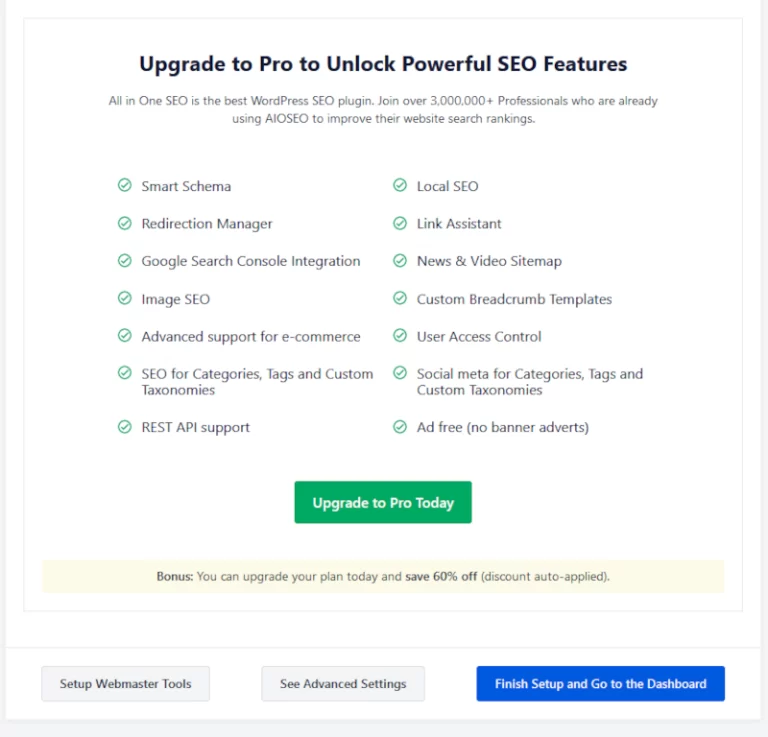 Upgrade to Pro to Unlock Powerful SEO Features
All in One SEO is the best WordPress SEO plugin. Join over 3,000,000+ Professionals who are already
using AIOSEO to improve their website search rankings.
Smart Schema
Local SEO
Redirection Manager
Link Assistant
Google Search Console Integration
News & Video Sitemap
Image SEO
Custom Breadcrumb Templates
Advanced support for e-commerce
User Access Control
SEO for Categories, Tags and Custom
Taxonomies
Social meta for Categories, Tags and
Custom Taxonomies
REST API support
Ad free (no banner adverts)
Upgrade to Pro Today
Bonus: You can upgrade your plan today and save 60% off (discount auto-applied).
Setup Webmaster Tools
See Advanced Settings
Finish Setup and Go to the Dashboard